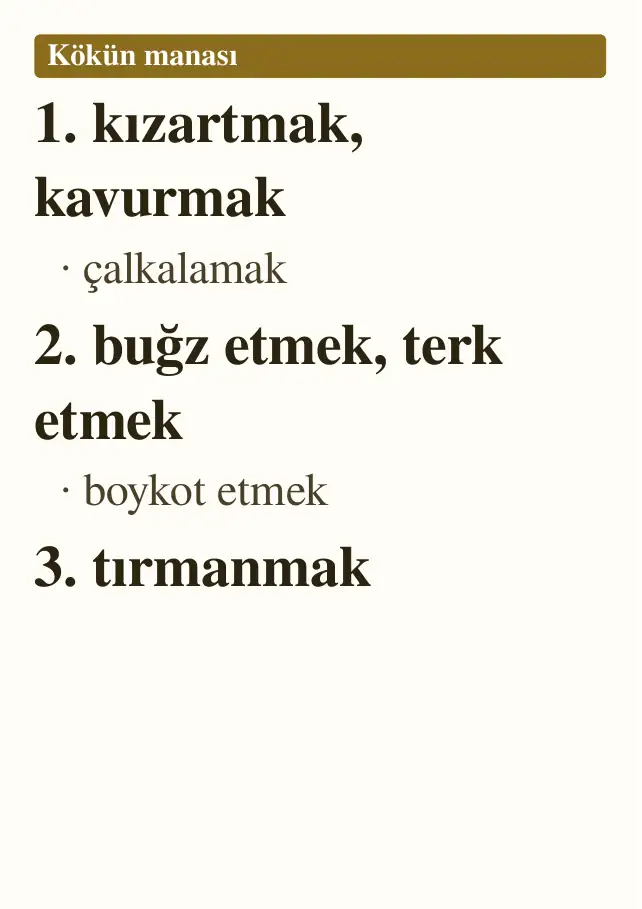 Kökün manası
1. kızartmak,
kavurmak
· çalkalamak
2. buğz etmek, terk
etmek
· boykot etmek
3. tırmanmak